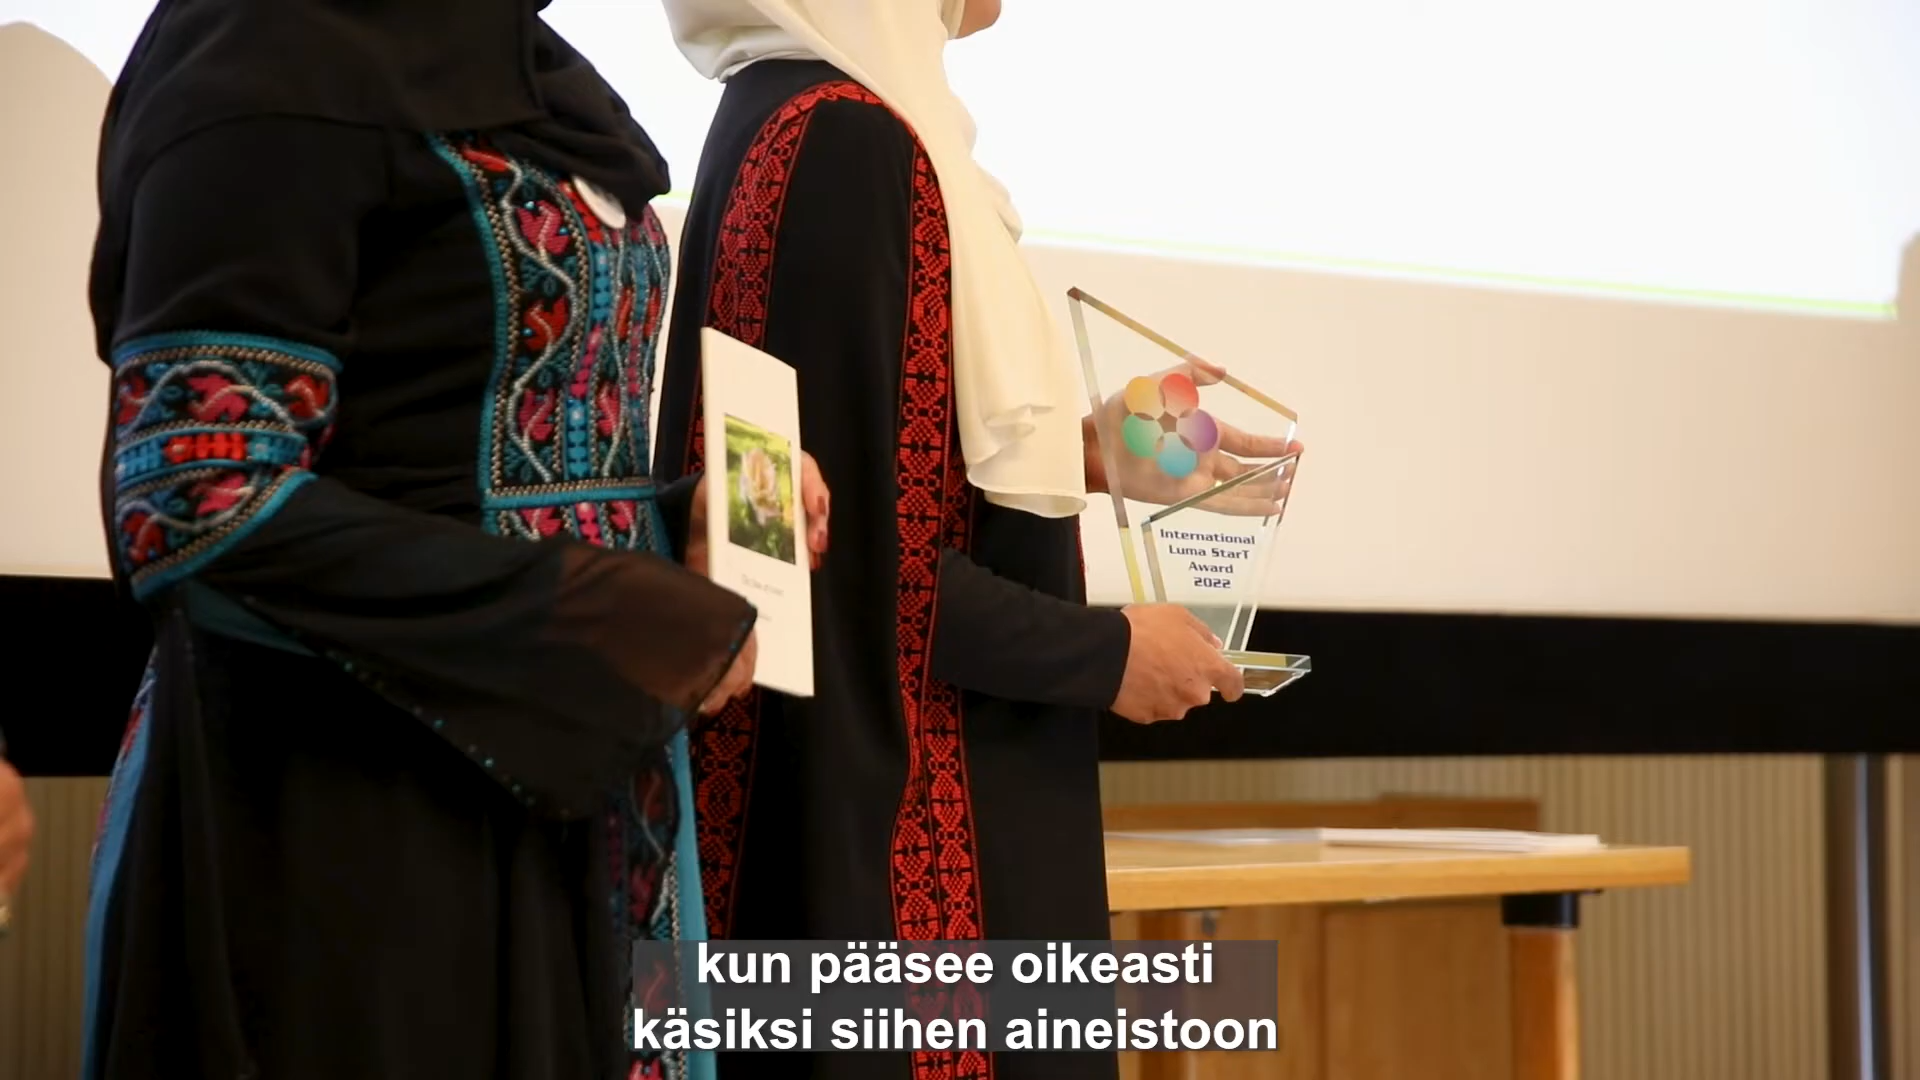 International
Luma StarT
Award
2022
kun pääsee oikeasti
käsiksi siihen aineistoon